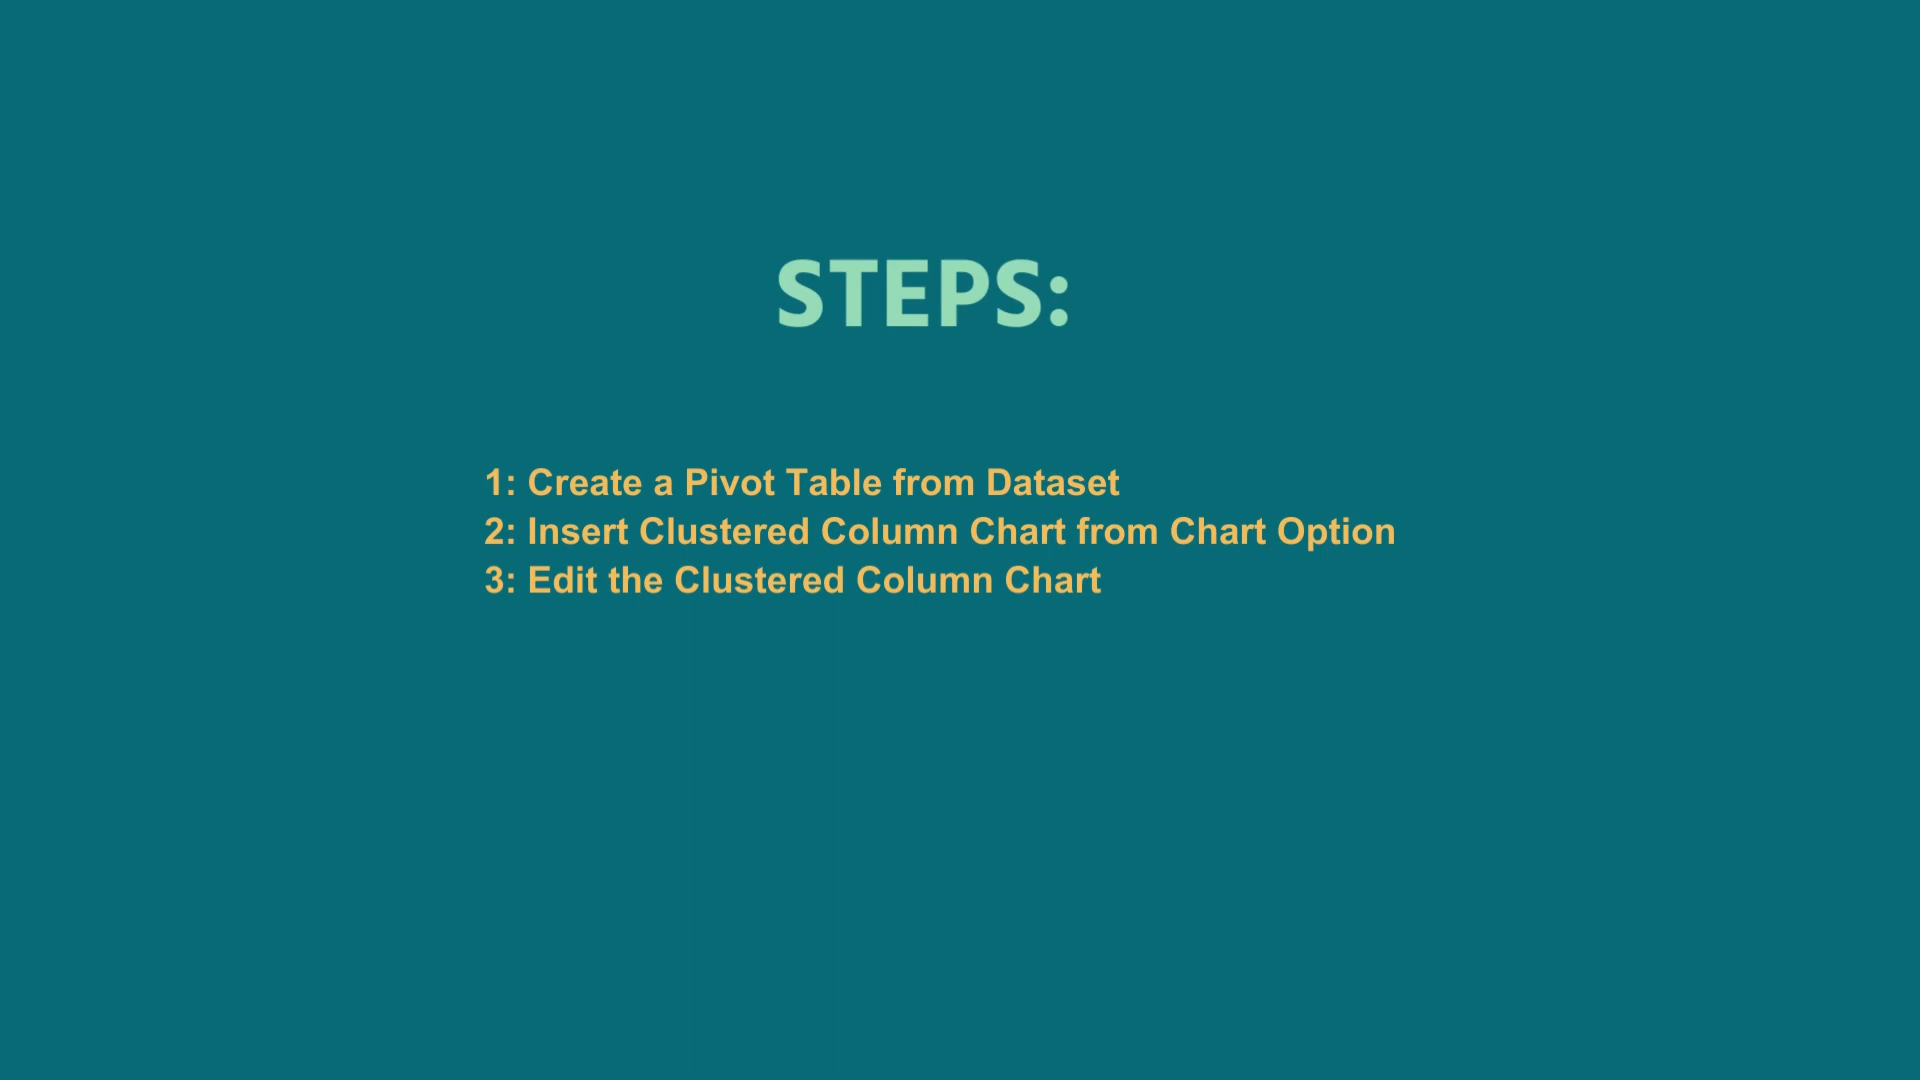 STEPS:
1: Create a Pivot Table from Dataset
2: Insert Clustered Column Chart from Chart Option
3: Edit the Clustered Column Chart